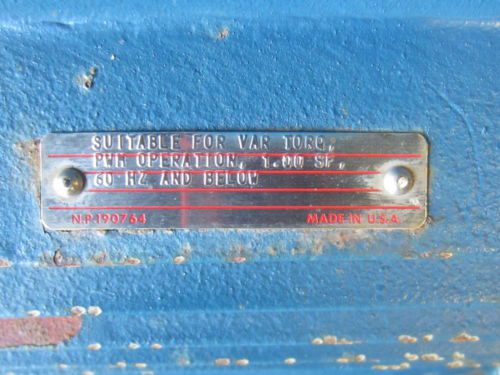 SUITABLE FOR VAR TORQ,
PWM OPERATION, 1.00 SF,
60 HZ AND BELOW
N.P.190764 MADE IN U.S.A.